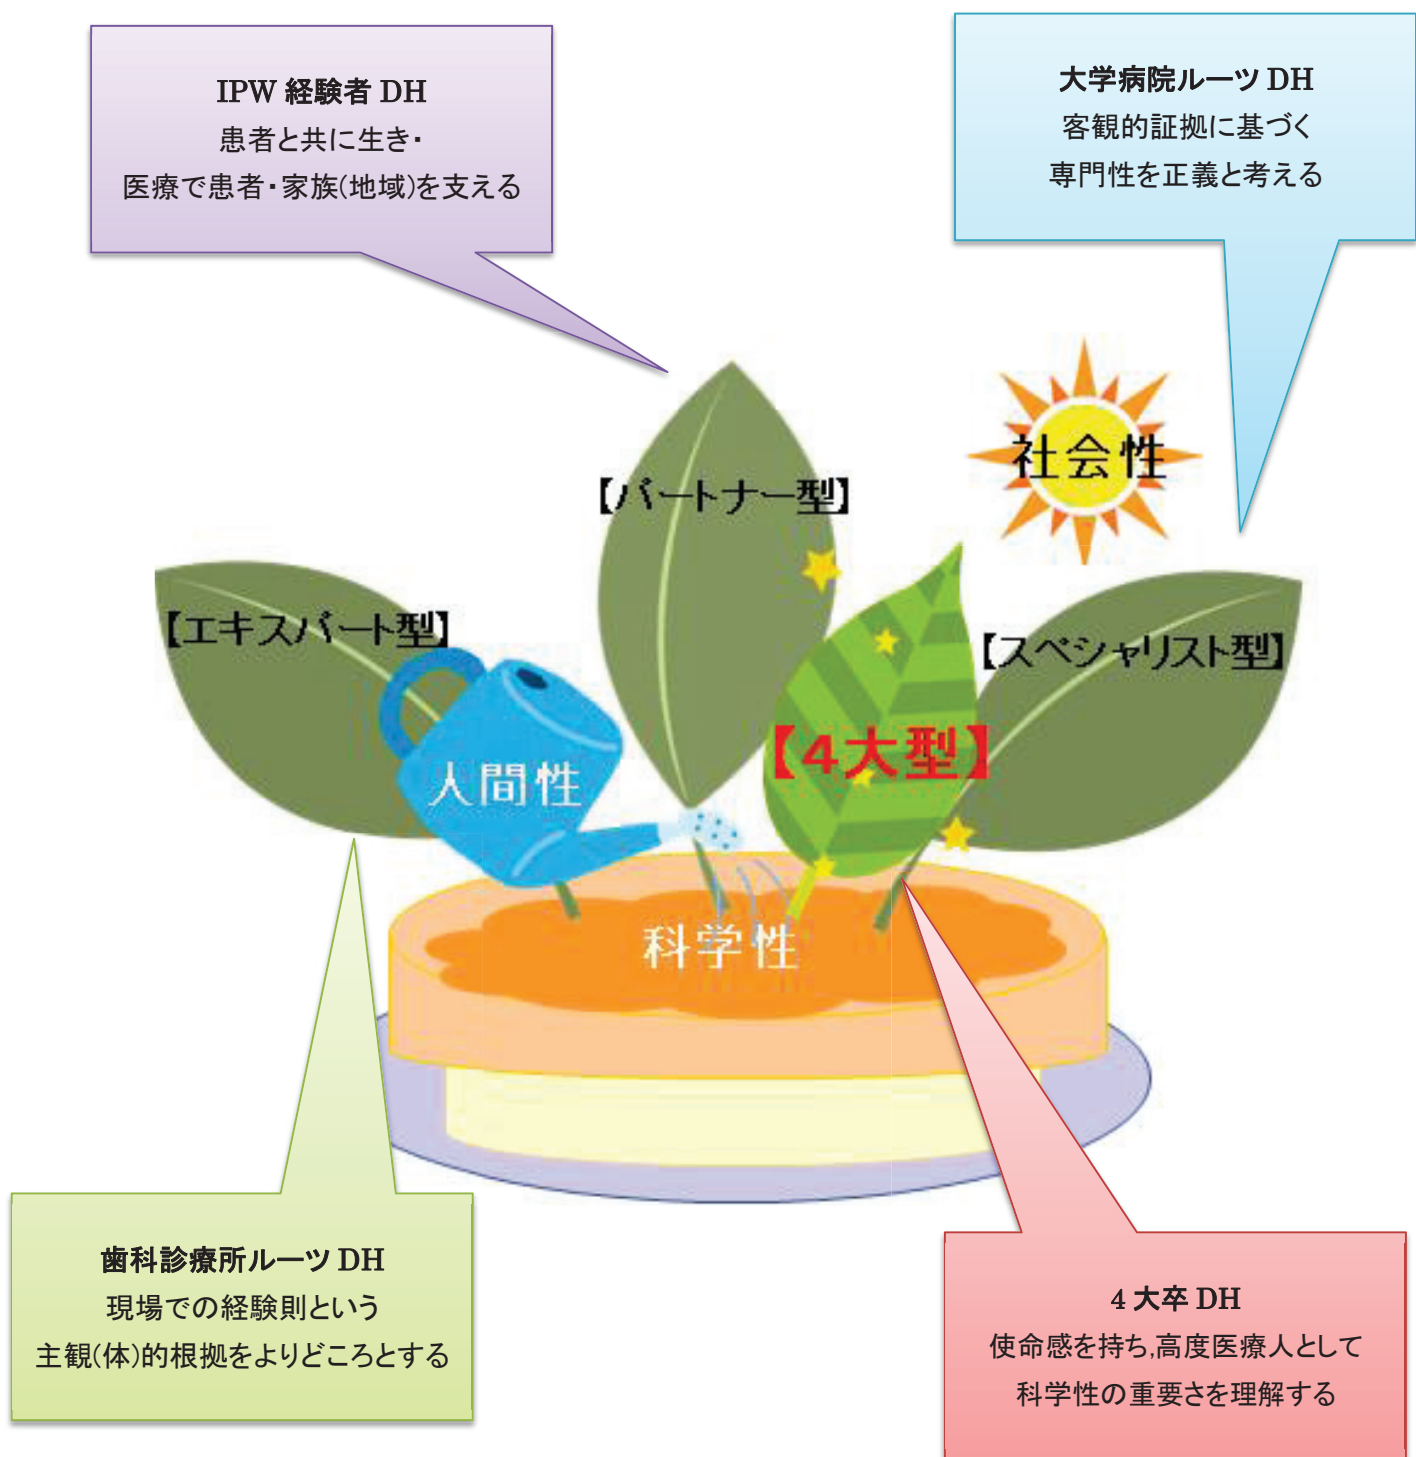 IPW 経験者 DH
患者と共に生き・
医療で患者・家族(地域)を支える
大学病院ルーツ DH
客観的証拠に基づく
専門性を正義と考える
社会性
【パートナー型】
【エキスパート型】
【スペシャリスト型】
【4大型】
人間性
科学性
歯科診療所ルーツ DH
現場での経験則という
主観(体)的根拠をよりどころとする
4 大卒 DH
使命感を持ち,高度医療人として
科学性の重要さを理解する